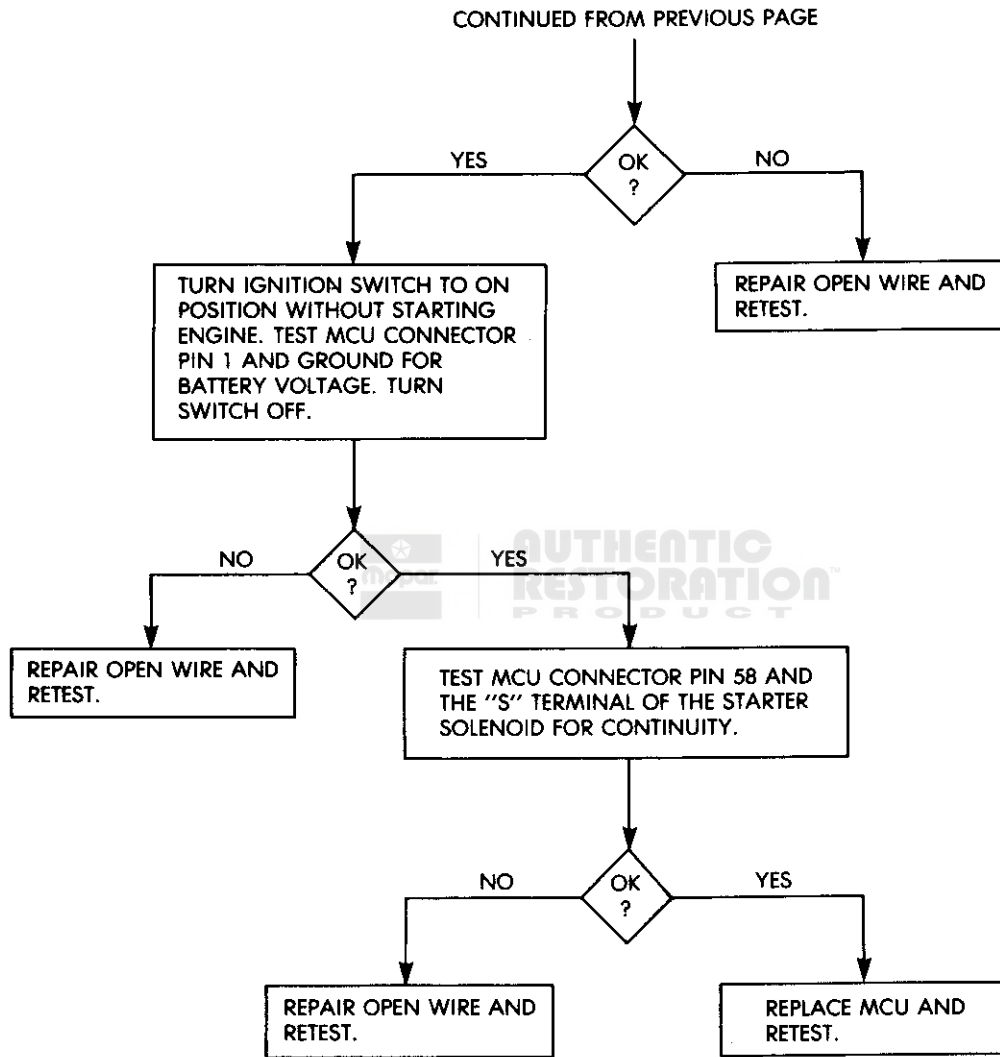 CONTINUED FROM PREVIOUS PAGE
OK
?
YES
NO
TURN IGNITION SWITCH TO ON
POSITION WITHOUT STARTING
ENGINE. TEST MCU CONNECTOR
PIN 1 AND GROUND FOR
BATTERY VOLTAGE. TURN
SWITCH OFF.
REPAIR OPEN WIRE AND
RETEST.
OK
?
NO
YES
mopar
AUTHENTIC
RESTORATION™
PRODUCT
REPAIR OPEN WIRE AND
RETEST.
TEST MCU CONNECTOR PIN 58 AND
THE "S" TERMINAL OF THE STARTER
SOLENOID FOR CONTINUITY.
OK
?
NO
YES
REPAIR OPEN WIRE AND
RETEST.
REPLACE MCU AND
RETEST.